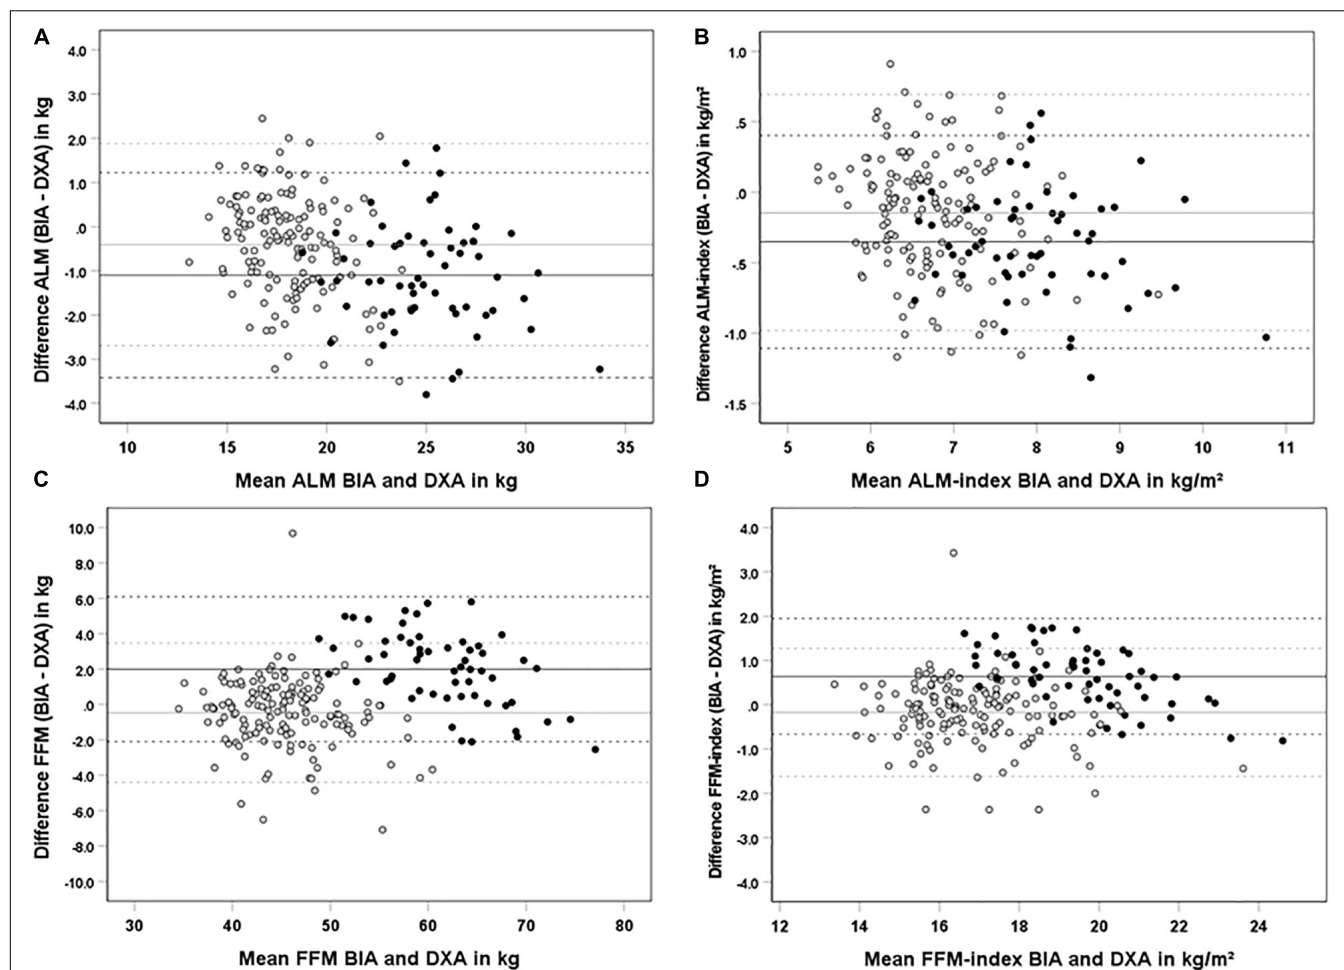 A
Difference ALM (BIA - DXA) in kg
4.0
3.0
2.0
1.0
.0
-1.0
-2.0
-3.0
-4.0
10 15 20 25 30 35
Mean ALM BIA and DXA in kg
B
Difference ALM-index (BIA - DXA) in kg/m²
1.0
.5
.0
-.5
-1.0
-1.5
5 6 7 8 9 10 11
Mean ALM-index BIA and DXA in kg/m²
C
Difference FFM (BIA - DXA) in kg
10.0
8.0
6.0
4.0
2.0
.0
-2.0
-4.0
-6.0
-8.0
-10.0
30 40 50 60 70 80
Mean FFM BIA and DXA in kg
D
Difference FFM-index (BIA - DXA) in kg/m²
4.0
3.0
2.0
1.0
.0
-1.0
-2.0
-3.0
-4.0
12 14 16 18 20 22 24
Mean FFM-index BIA and DXA in kg/m²